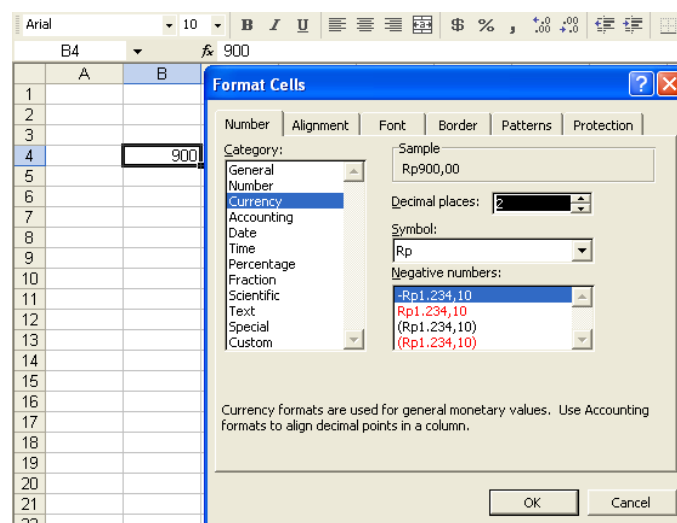 Arial 10 B I U $ % , .00 .00
B4 fx 900
A B
1
2
3
4 900
5
6
7
8
9
10
11
12
13
14
15
16
17
18
19
20
21
Format Cells
Number Alignment Font Border Patterns Protection
Category:
General
Number
Currency
Accounting
Date
Time
Percentage
Fraction
Scientific
Text
Special
Custom
Sample
Rp900,00
Decimal places: 2
Symbol:
Rp
Negative numbers:
-Rp1.234,10
Rp1.234,10
(Rp1.234,10)
(Rp1.234,10)
Currency formats are used for general monetary values. Use Accounting
formats to align decimal points in a column.
OK Cancel